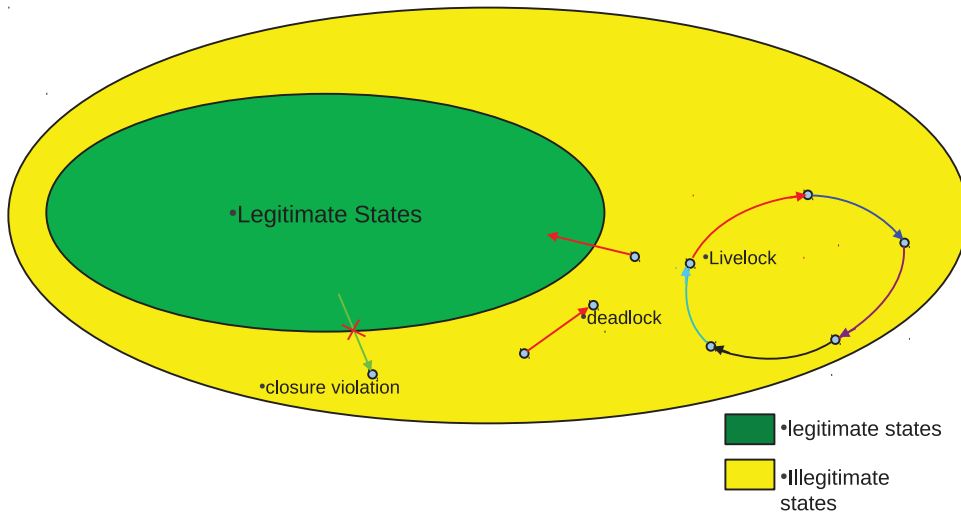 •Legitimate States
•Livelock
•deadlock
•closure violation
•legitimate states
•Illegitimate
states